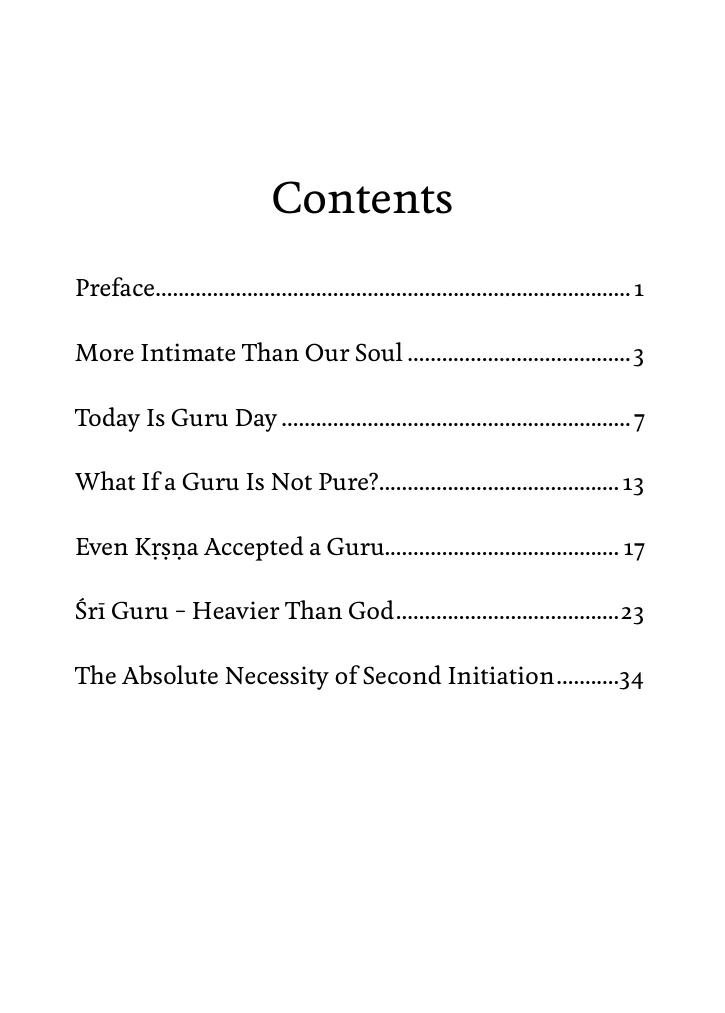 Contents
Preface.................................................................................... 1
More Intimate Than Our Soul ....................................... 3
Today Is Guru Day ............................................................. 7
What If a Guru Is Not Pure?.......................................... 13
Even Kṛṣṇa Accepted a Guru......................................... 17
Śrī Guru – Heavier Than God.......................................23
The Absolute Necessity of Second Initiation...........34